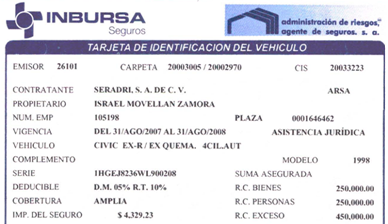 INBURSA
Seguros
administración de riesgos,
agente de seguros. s. a.
TARJETA DE IDENTIFICACION DEL VEHICULO
EMISOR 26101 CARPETA 20003005 / 20002970 CIS 20033223
CONTRATANTE SERADRI, S. A. DE C. V. ARSA
PROPIETARIO ISRAEL MOVELLAN ZAMORA
NUM. EMP 105198 PLAZA 0001646462
VIGENCIA DEL 31/AGO/2007 AL 31/AGO/2008 ASISTENCIA JURÍDICA
VEHICULO CIVIC EX-R / EX QUEMA. 4CIL.AUT
COMPLEMENTO MODELO 1998
SERIE 1HGEJ8236WL900208 SUMA ASEGURADA
DEDUCIBLE D.M. 05% R.T. 10% R.C. BIENES 250,000.00
COBERTURA AMPLIA R.C. PERSONAS 250,000.00
IMP. DEL SEGURO $ 4,329.23 R.C. EXCESO 450,000.00